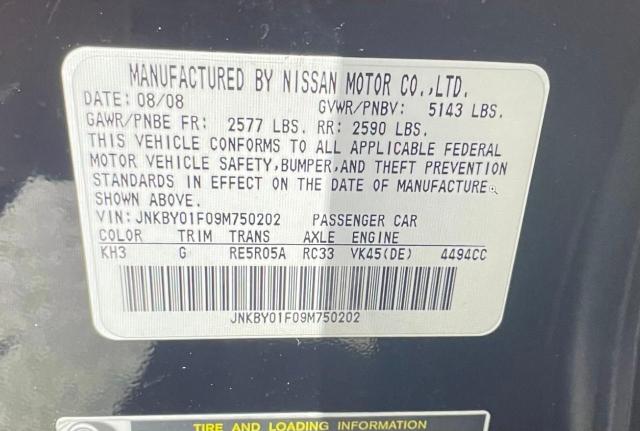 MANUFACTURED BY NISSAN MOTOR CO.,LTD.
DATE: 08/08 GVWR/PNBV: 5143 LBS.
GAWR/PNBE FR: 2577 LBS. RR: 2590 LBS.
THIS VEHICLE CONFORMS TO ALL APPLICABLE FEDERAL
MOTOR VEHICLE SAFETY,BUMPER,AND THEFT PREVENTION
STANDARDS IN EFFECT ON THE DATE OF MANUFACTURE
SHOWN ABOVE.
VIN: JNKBY01F09M750202 PASSENGER CAR
COLOR TRIM TRANS AXLE ENGINE
KH3 G RE5R05A RC33 VK45(DE) 4494CC
JNKBY01F09M750202
TIRE AND LOADING INFORMATION